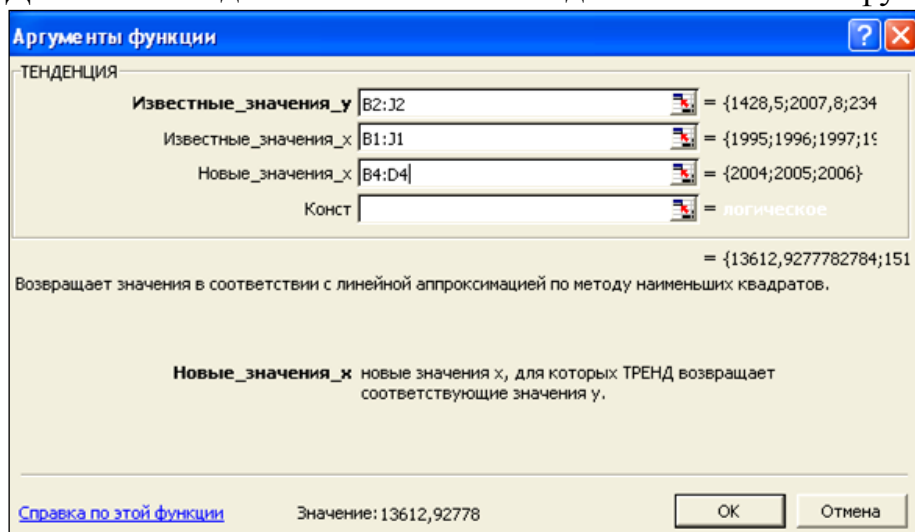 Аргументы функции
ТЕНДЕНЦИЯ
Известные_значения_y B2:J2 = {1428,5;2007,8;234
Известные_значения_x B1:J1 = {1995;1996;1997;19
Новые_значения_x B4:D4 = {2004;2005;2006}
Конст = логическое
= {13612,9277782784;151
Возвращает значения в соответствии с линейной аппроксимацией по методу наименьших квадратов.
Новые_значения_x новые значения x, для которых ТРЕНД возвращает
соответствующие значения y.
Справка по этой функции Значение:13612,92778 OK Отмена